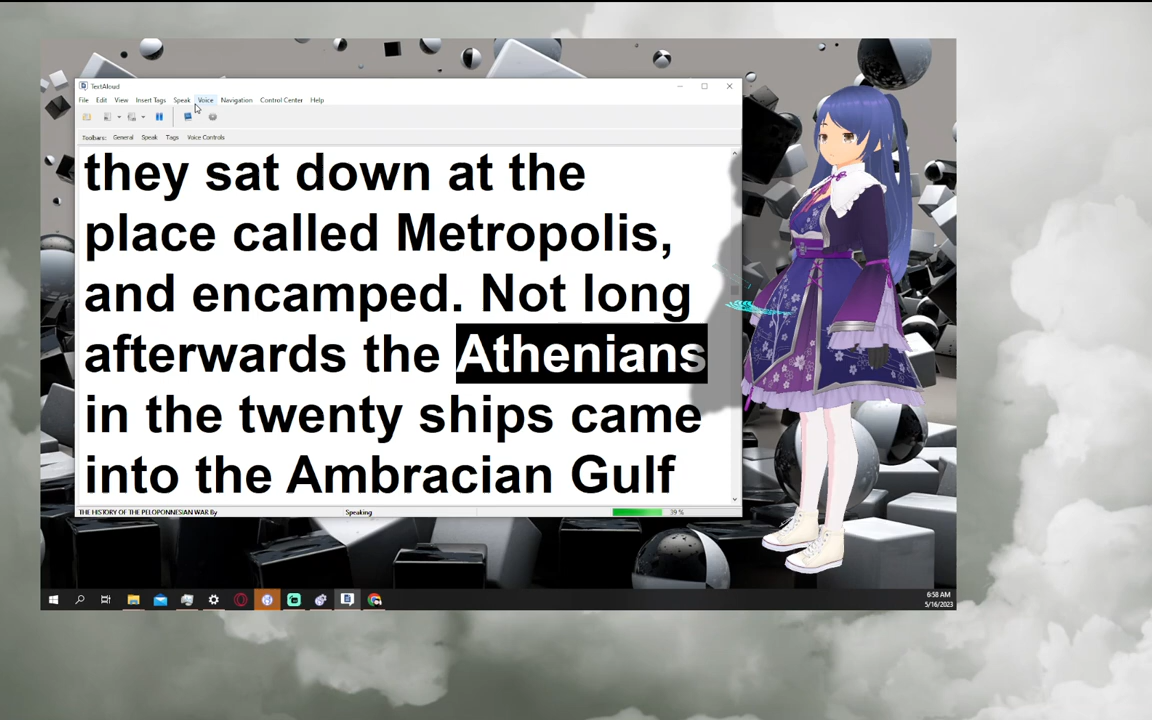 TextAloud
File Edit View Insert Tags Speak Voice Navigation Control Center Help
Toolbars: General Speak Tags Voice Controls
they sat down at the
place called Metropolis,
and encamped. Not long
afterwards the Athenians
in the twenty ships came
into the Ambracian Gulf
THE HISTORY OF THE PELOPONNESIAN WAR By Speaking 39 %
6:58 AM
5/16/2023